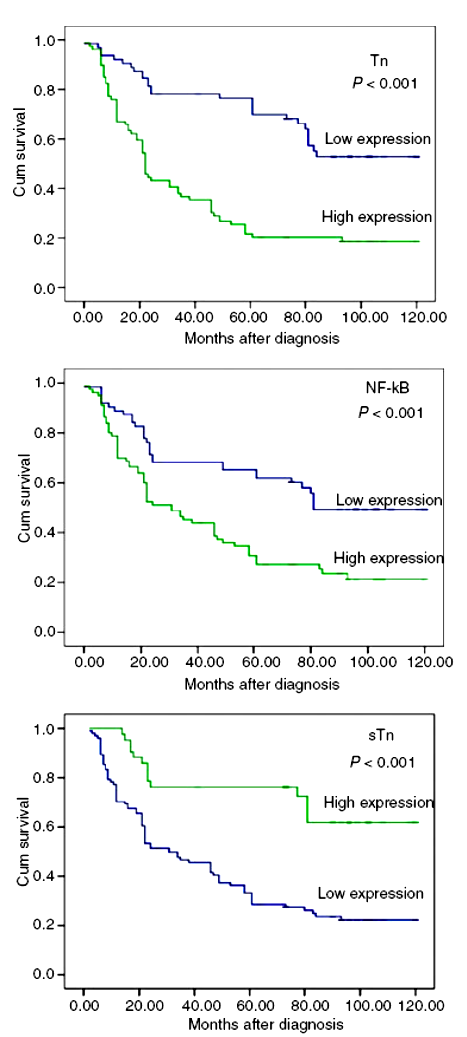 Tn
P < 0.001
Low expression
High expression
Cum survival
1.0
0.8
0.6
0.4
0.2
0.0
0.00 20.00 40.00 60.00 80.00 100.00 120.00
Months after diagnosis
NF-kB
P < 0.001
Low expression
High expression
Cum survival
1.0
0.8
0.6
0.4
0.2
0.0
0.00 20.00 40.00 60.00 80.00 100.00 120.00
Months after diagnosis
sTn
P < 0.001
High expression
Low expression
Cum survival
1.0
0.8
0.6
0.4
0.2
0.0
0.00 20.00 40.00 60.00 80.00 100.00 120.00
Months after diagnosis